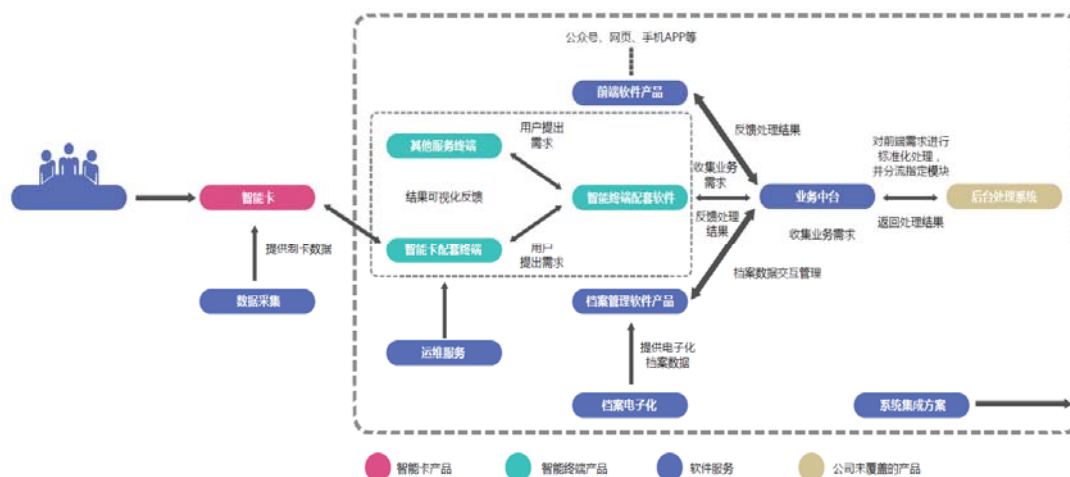 公众号、网页、手机APP等
前端软件产品
用户提出
需求
反馈处理结果
对前端需求进行
标准化处理，
并分流指定模块
其他服务终端
收集业务
需求
智能卡
结果可视化反馈
智能终端配套软件
业务中台
后台处理系统
反馈处理
结果
返回处理结果
收集业务需求
提供制卡数据
智能卡配套终端
用户
提出需求
档案数据交互管理
数据采集
档案管理软件产品
运维服务
提供电子化
档案数据
档案电子化
系统集成方案
智能卡产品
智能终端产品
软件服务
公司未覆盖的产品